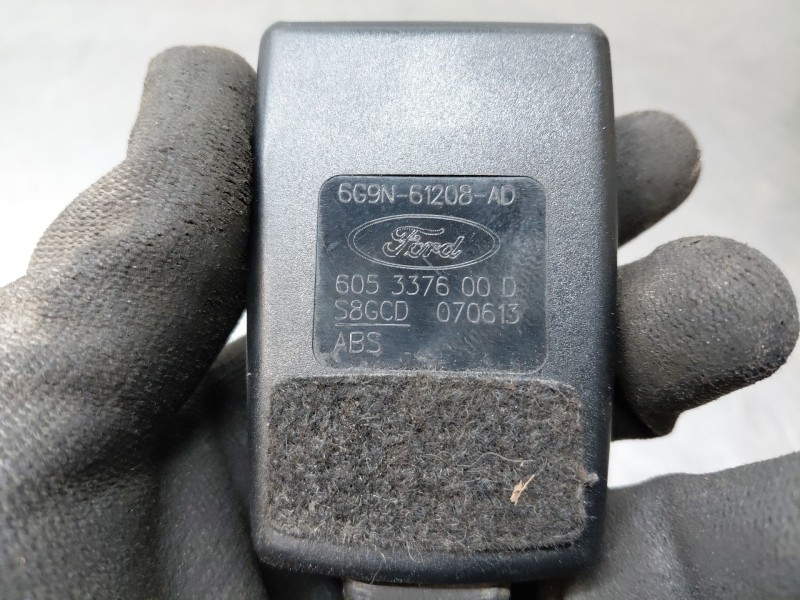 6G9N-61208-AD
Ford
605 3376 00 D
S8GCD 070613
ABS